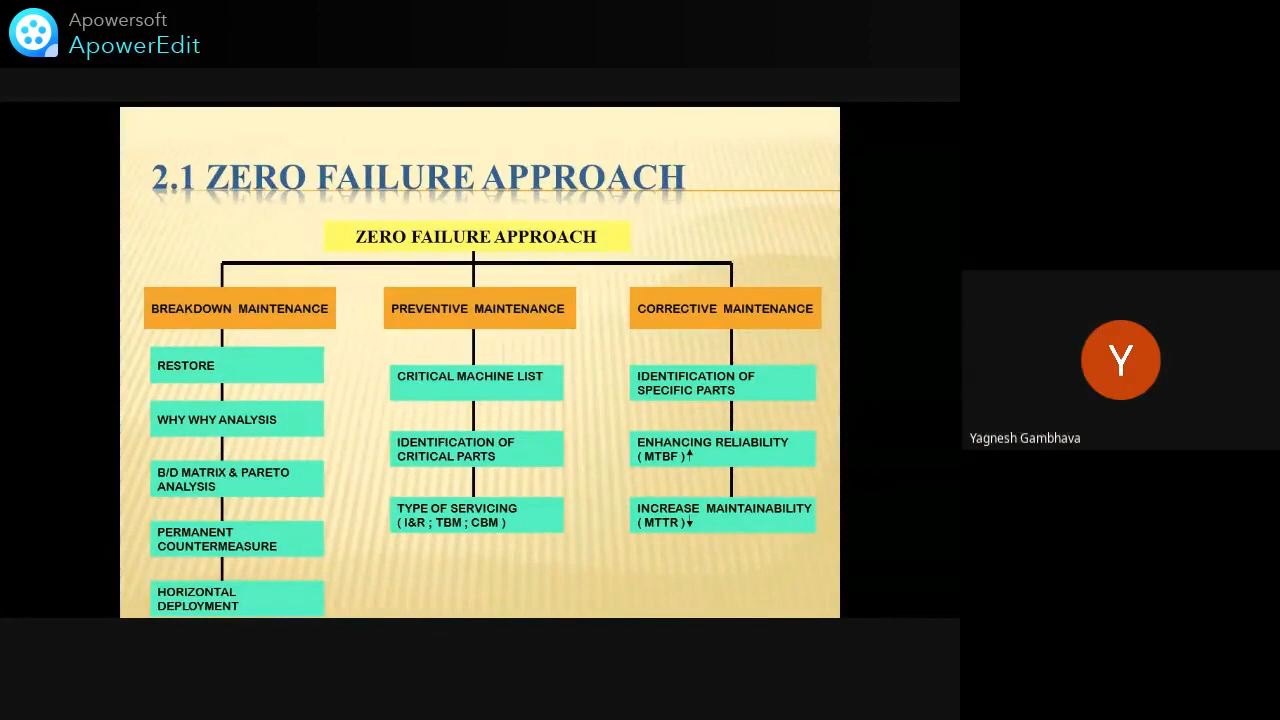 Apowersoft
ApowerEdit
2.1 ZERO FAILURE APPROACH
ZERO FAILURE APPROACH
BREAKDOWN MAINTENANCE
RESTORE
WHY WHY ANALYSIS
B/D MATRIX & PARETO
ANALYSIS
PERMANENT
COUNTERMEASURE
HORIZONTAL
DEPLOYMENT
PREVENTIVE MAINTENANCE
CRITICAL MACHINE LIST
IDENTIFICATION OF
CRITICAL PARTS
TYPE OF SERVICING
( I&R ; TBM ; CBM )
CORRECTIVE MAINTENANCE
IDENTIFICATION OF
SPECIFIC PARTS
ENHANCING RELIABILITY
( MTBF )↑
INCREASE MAINTAINABILITY
( MTTR )↓
Y
Yagnesh Gambhava